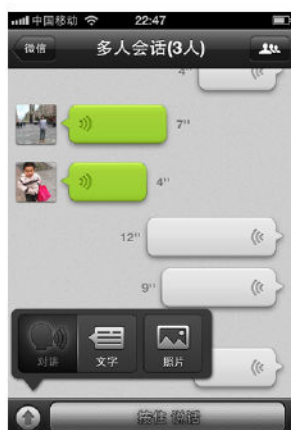 中国移动 22:47
微信 多人会话(3人)
4"
7"
4"
12"
9"
对讲 文字 照片
按住 说话